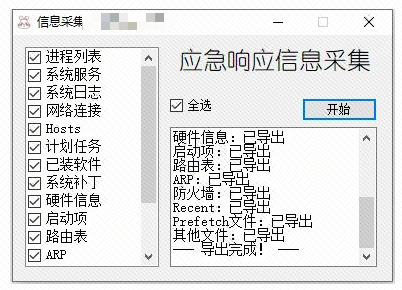 信息采集
进程列表
系统服务
系统日志
网络连接
Hosts
计划任务
已装软件
系统补丁
硬件信息
启动项
路由表
ARP
应急响应信息采集
全选
开始
硬件信息：已导出
启动项：已导出
路由表：已导出
ARP：已导出
防火墙：已导出
Recent：已导出
Prefetch文件：已导出
其他文件：已导出
—— 导出完成！ ——